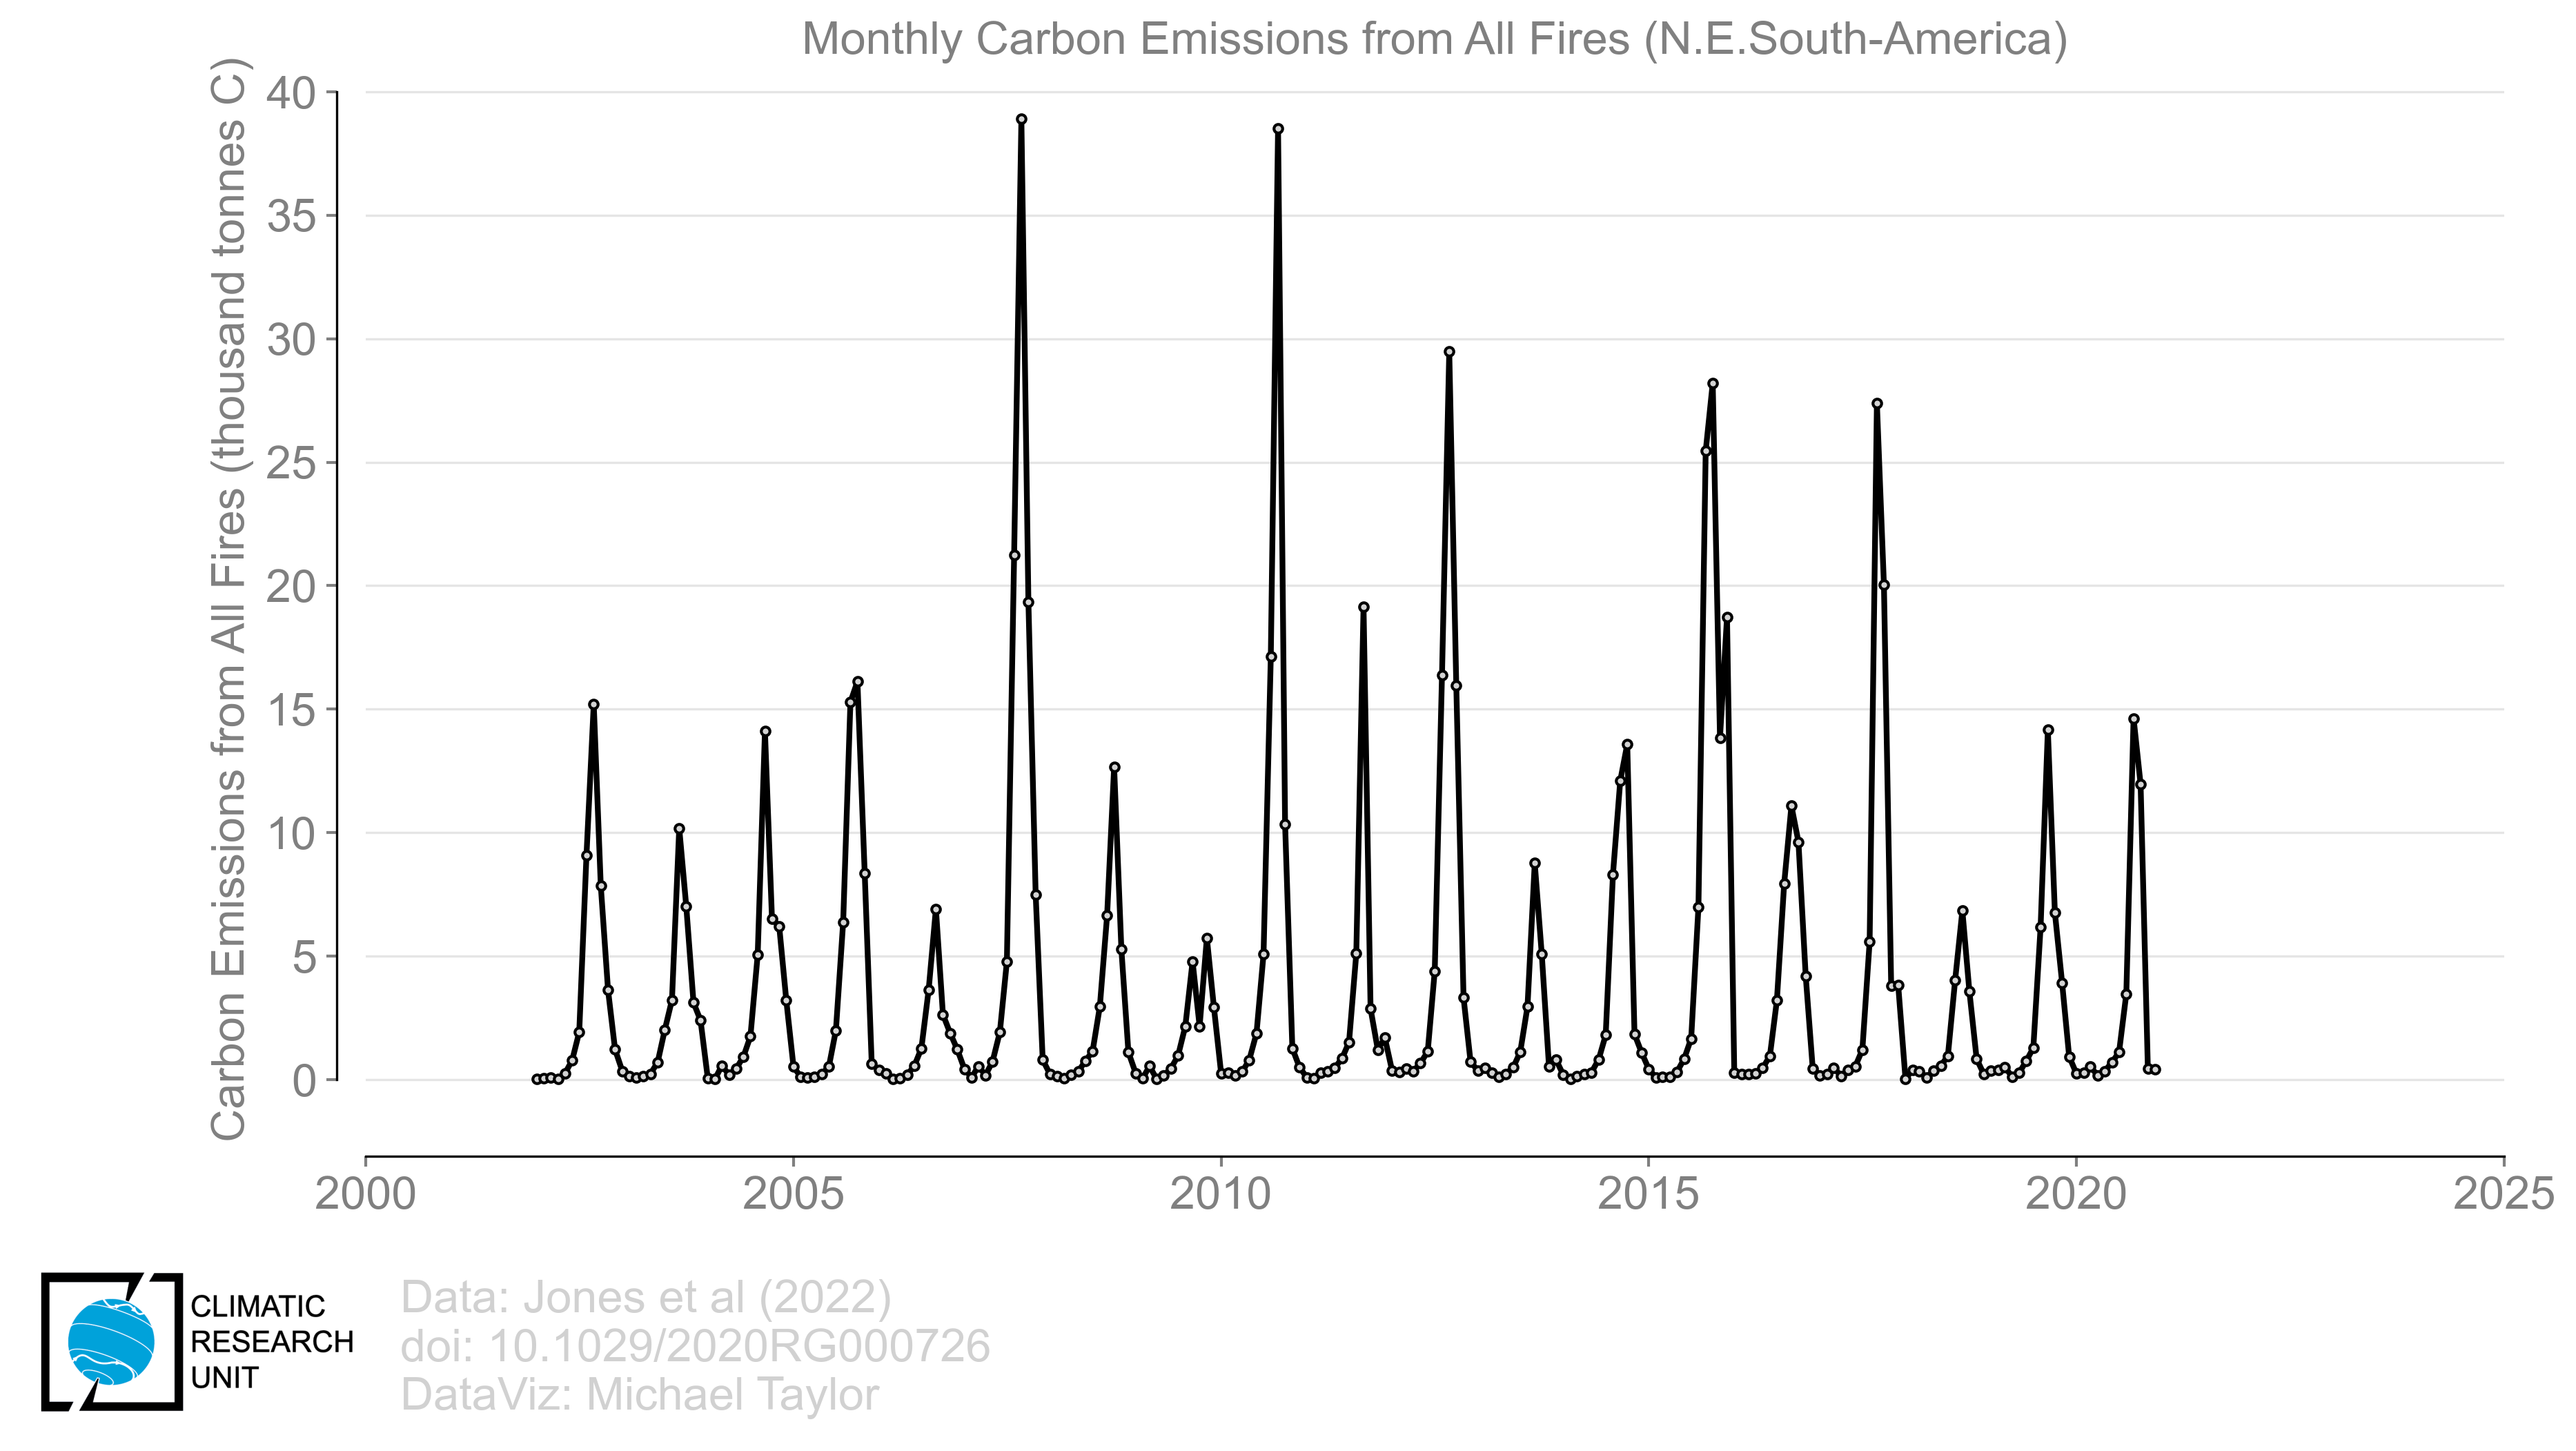 Monthly Carbon Emissions from All Fires (N.E.South-America)
Carbon Emissions from All Fires (thousand tonnes C)
40
35
30
25
20
15
10
5
0
2000 2005 2010 2015 2020 2025
CLIMATIC
RESEARCH
UNIT
Data: Jones et al (2022)
doi: 10.1029/2020RG000726
DataViz: Michael Taylor